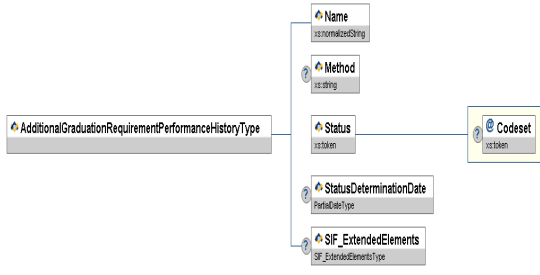 Name
xs:normalizedString
? Method
xs:string
AdditionalGraduationRequirementPerformanceHistoryType
Status
xs:token
? @ Codeset
xs:token
? StatusDeterminationDate
PartialDateType
? SIF_ExtendedElements
SIF_ExtendedElementsType